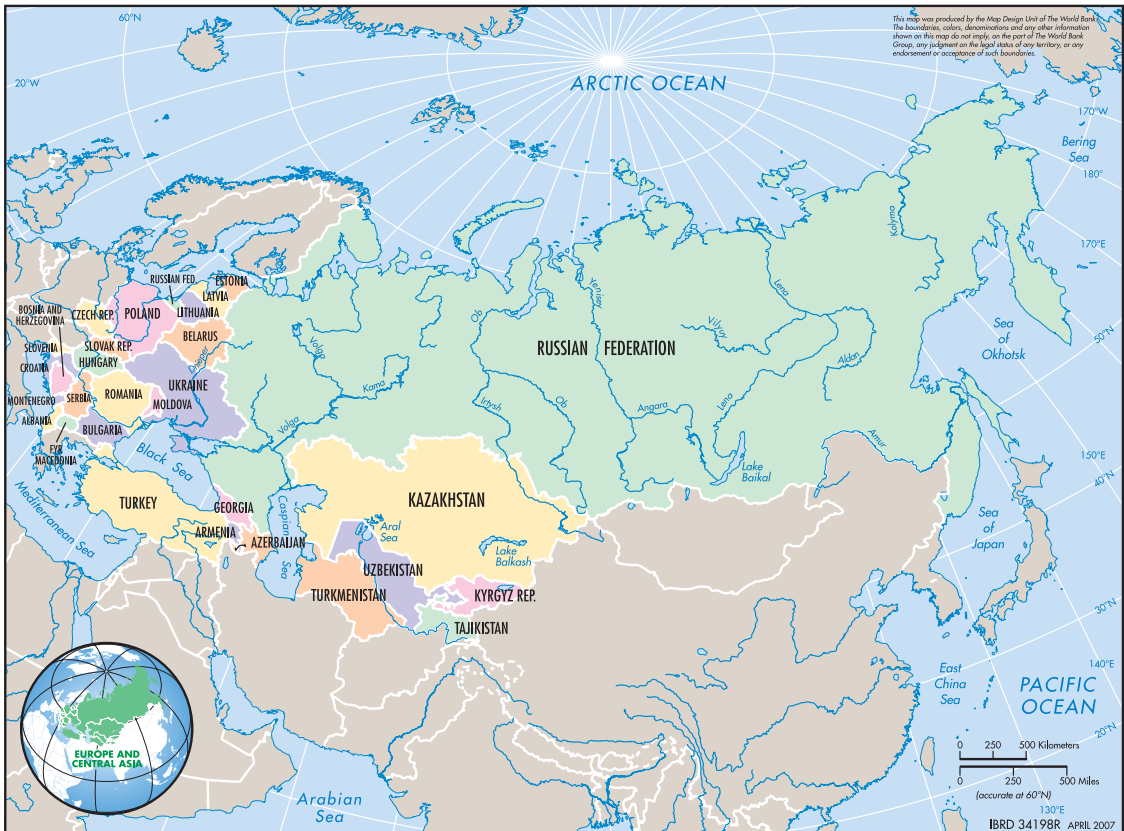 60°N
This map was produced by the Map Design Unit of The World Bank.
The boundaries, colors, denominations and any other information
shown on this map do not imply, on the part of The World Bank
Group, any judgment on the legal status of any territory, or any
endorsement or acceptance of such boundaries.
20°W
ARCTIC OCEAN
170°W
Bering
Sea
180°
Kolyma
170°E
RUSSIAN FED.
ESTONIA
LATVIA
LITHUANIA
BOSNIA AND
HERZEGOVINA
CZECH REP.
POLAND
BELARUS
SLOVENIA
SLOVAK REP.
HUNGARY
CROATIA
Dnieper
UKRAINE
MONTENEGRO
SERBIA
ROMANIA
MOLDOVA
ALBANIA
BULGARIA
FYR
MACEDONIA
Volga
Kama
Volga
Ob
Yenisey
Lena
Vilyuy
RUSSIAN FEDERATION
Aldan
Irtysh
Ob
Angara
Lena
Sea
of
Okhotsk
50°N
Amur
Lake
Baikal
150°E
40°N
Black Sea
Mediterranean Sea
TURKEY
GEORGIA
ARMENIA
AZERBAIJAN
Caspian Sea
KAZAKHSTAN
Aral
Sea
Lake
Balkash
UZBEKISTAN
TURKMENISTAN
KYRGYZ REP.
TAJIKISTAN
Sea
of
Japan
30°N
140°E
East
China
Sea
PACIFIC
OCEAN
20°N
EUROPE AND
CENTRAL ASIA
Arabian
Sea
0 250 500 Kilometers
0 250 500 Miles
(accurate at 60°N)
130°E
IBRD 34198R APRIL 2007